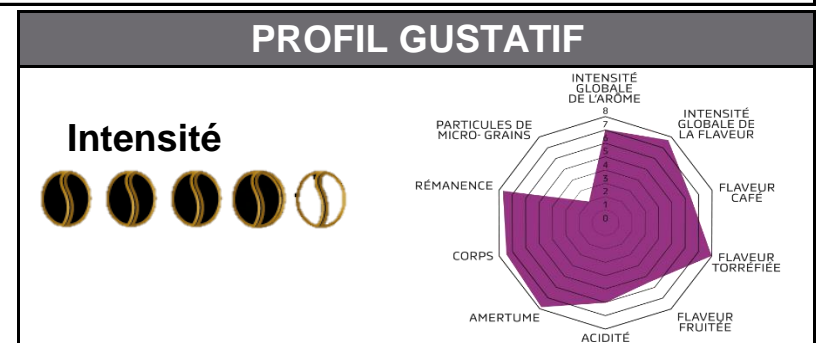 PROFIL GUSTATIF
Intensité
INTENSITÉ
GLOBALE
DE L'ARÔME
8
7
6
5
4
3
2
1
0
INTENSITÉ
GLOBALE DE
LA FLAVEUR
FLAVEUR
CAFÉ
FLAVEUR
TORRÉFIÉE
FLAVEUR
FRUITÉE
ACIDITÉ
AMERTUME
CORPS
RÉMANENCE
PARTICULES DE
MICRO- GRAINS